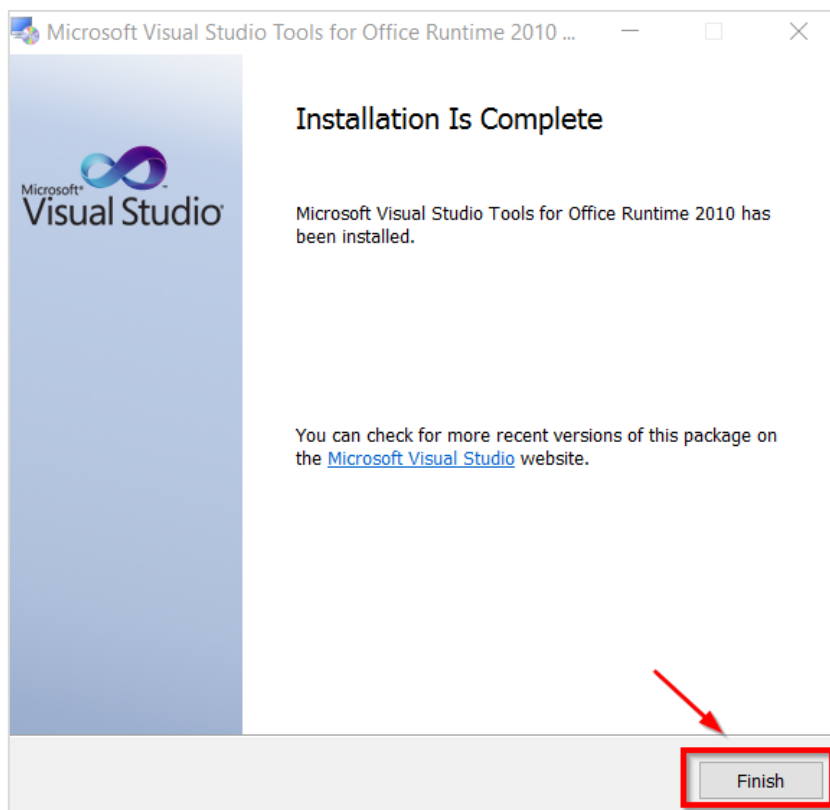 Microsoft Visual Studio Tools for Office Runtime 2010 ...
Installation Is Complete
Microsoft®
Visual Studio®
Microsoft Visual Studio Tools for Office Runtime 2010 has
been installed.
You can check for more recent versions of this package on
the Microsoft Visual Studio website.
Finish